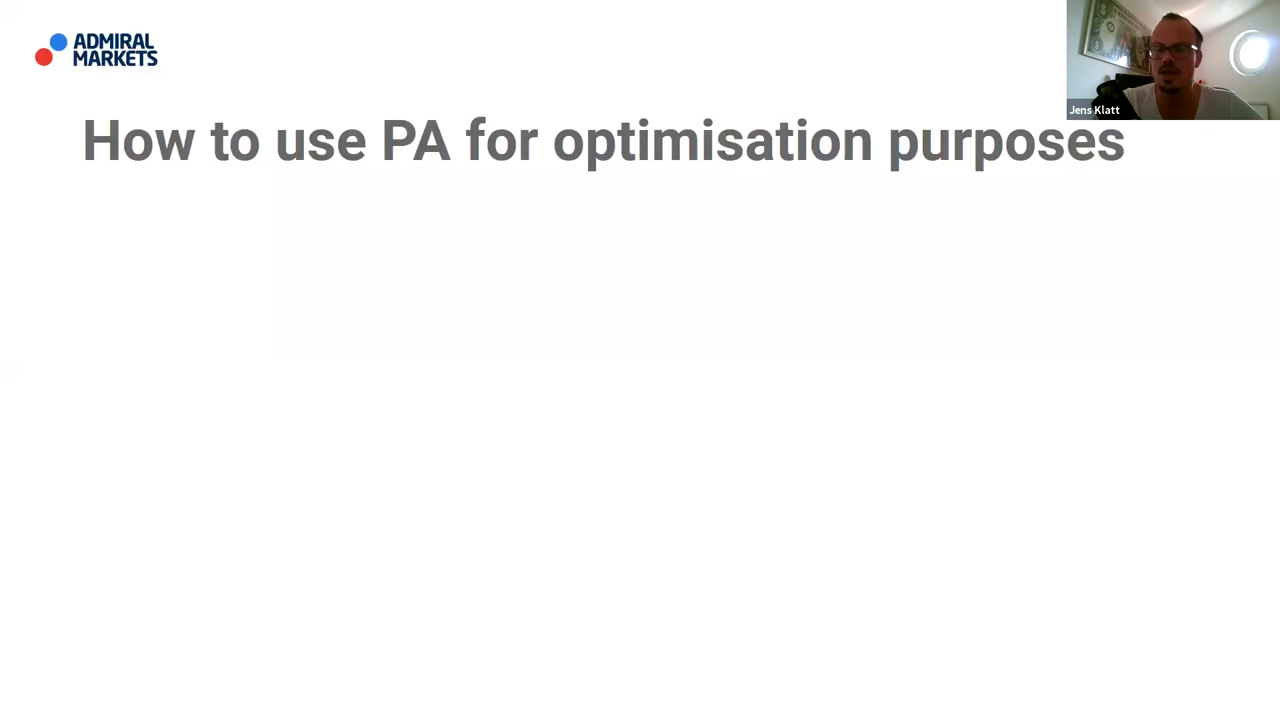 ADMIRAL
MARKETS
Jens Klatt
How to use PA for optimisation purposes